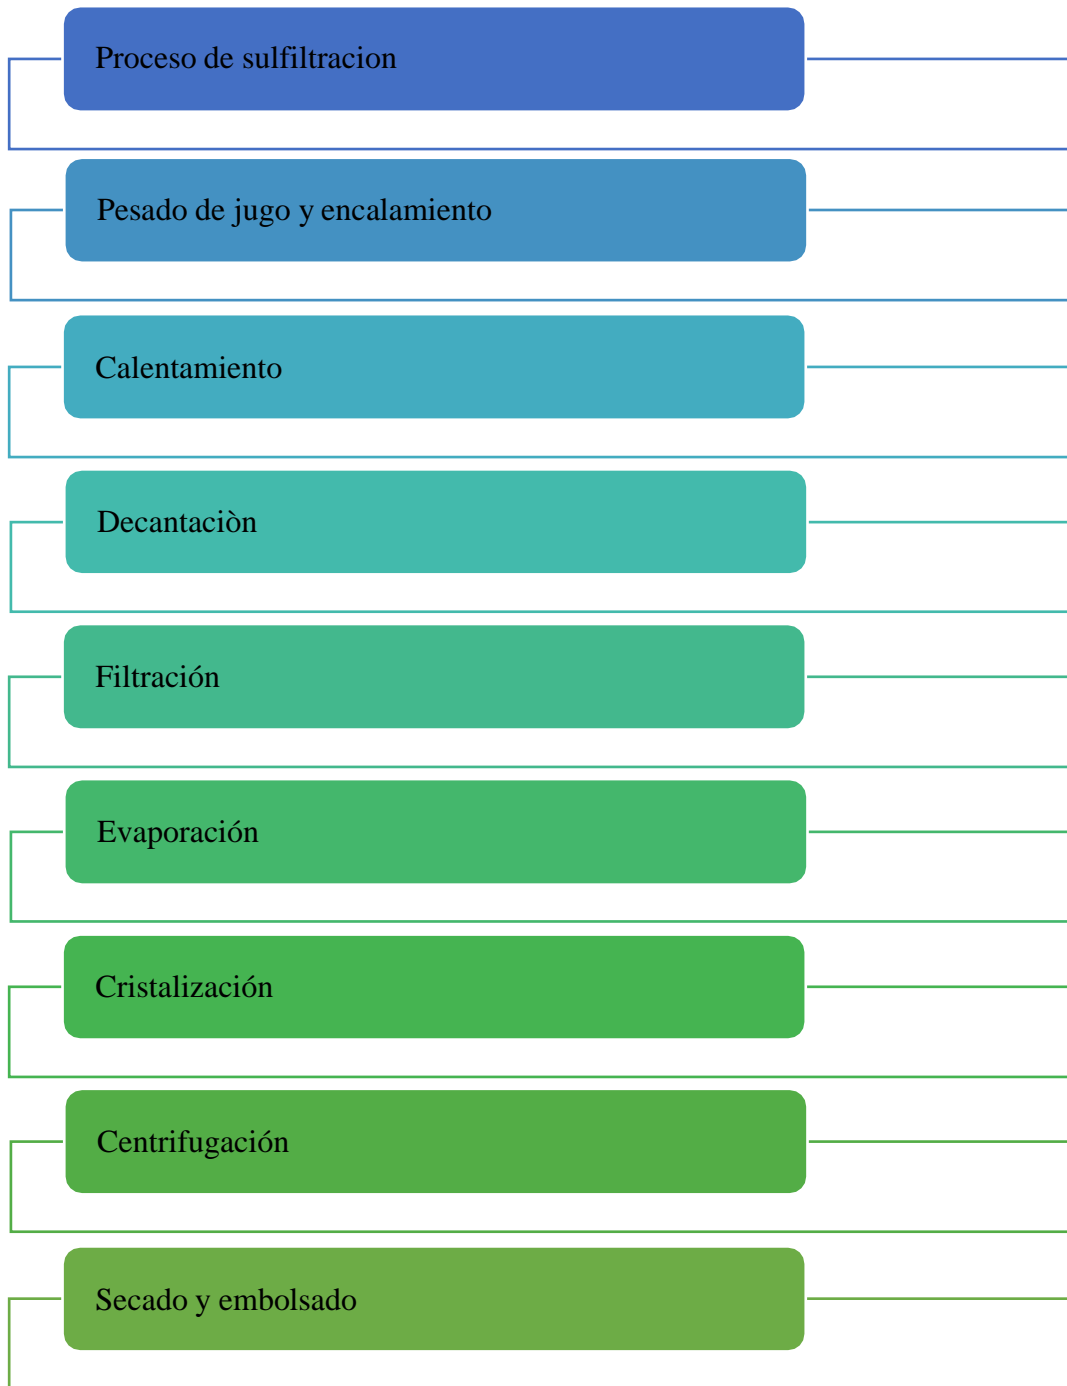 Proceso de sulfiltracion
Pesado de jugo y encalamiento
Calentamiento
Decantaciòn
Filtración
Evaporación
Cristalización
Centrifugación
Secado y embolsado